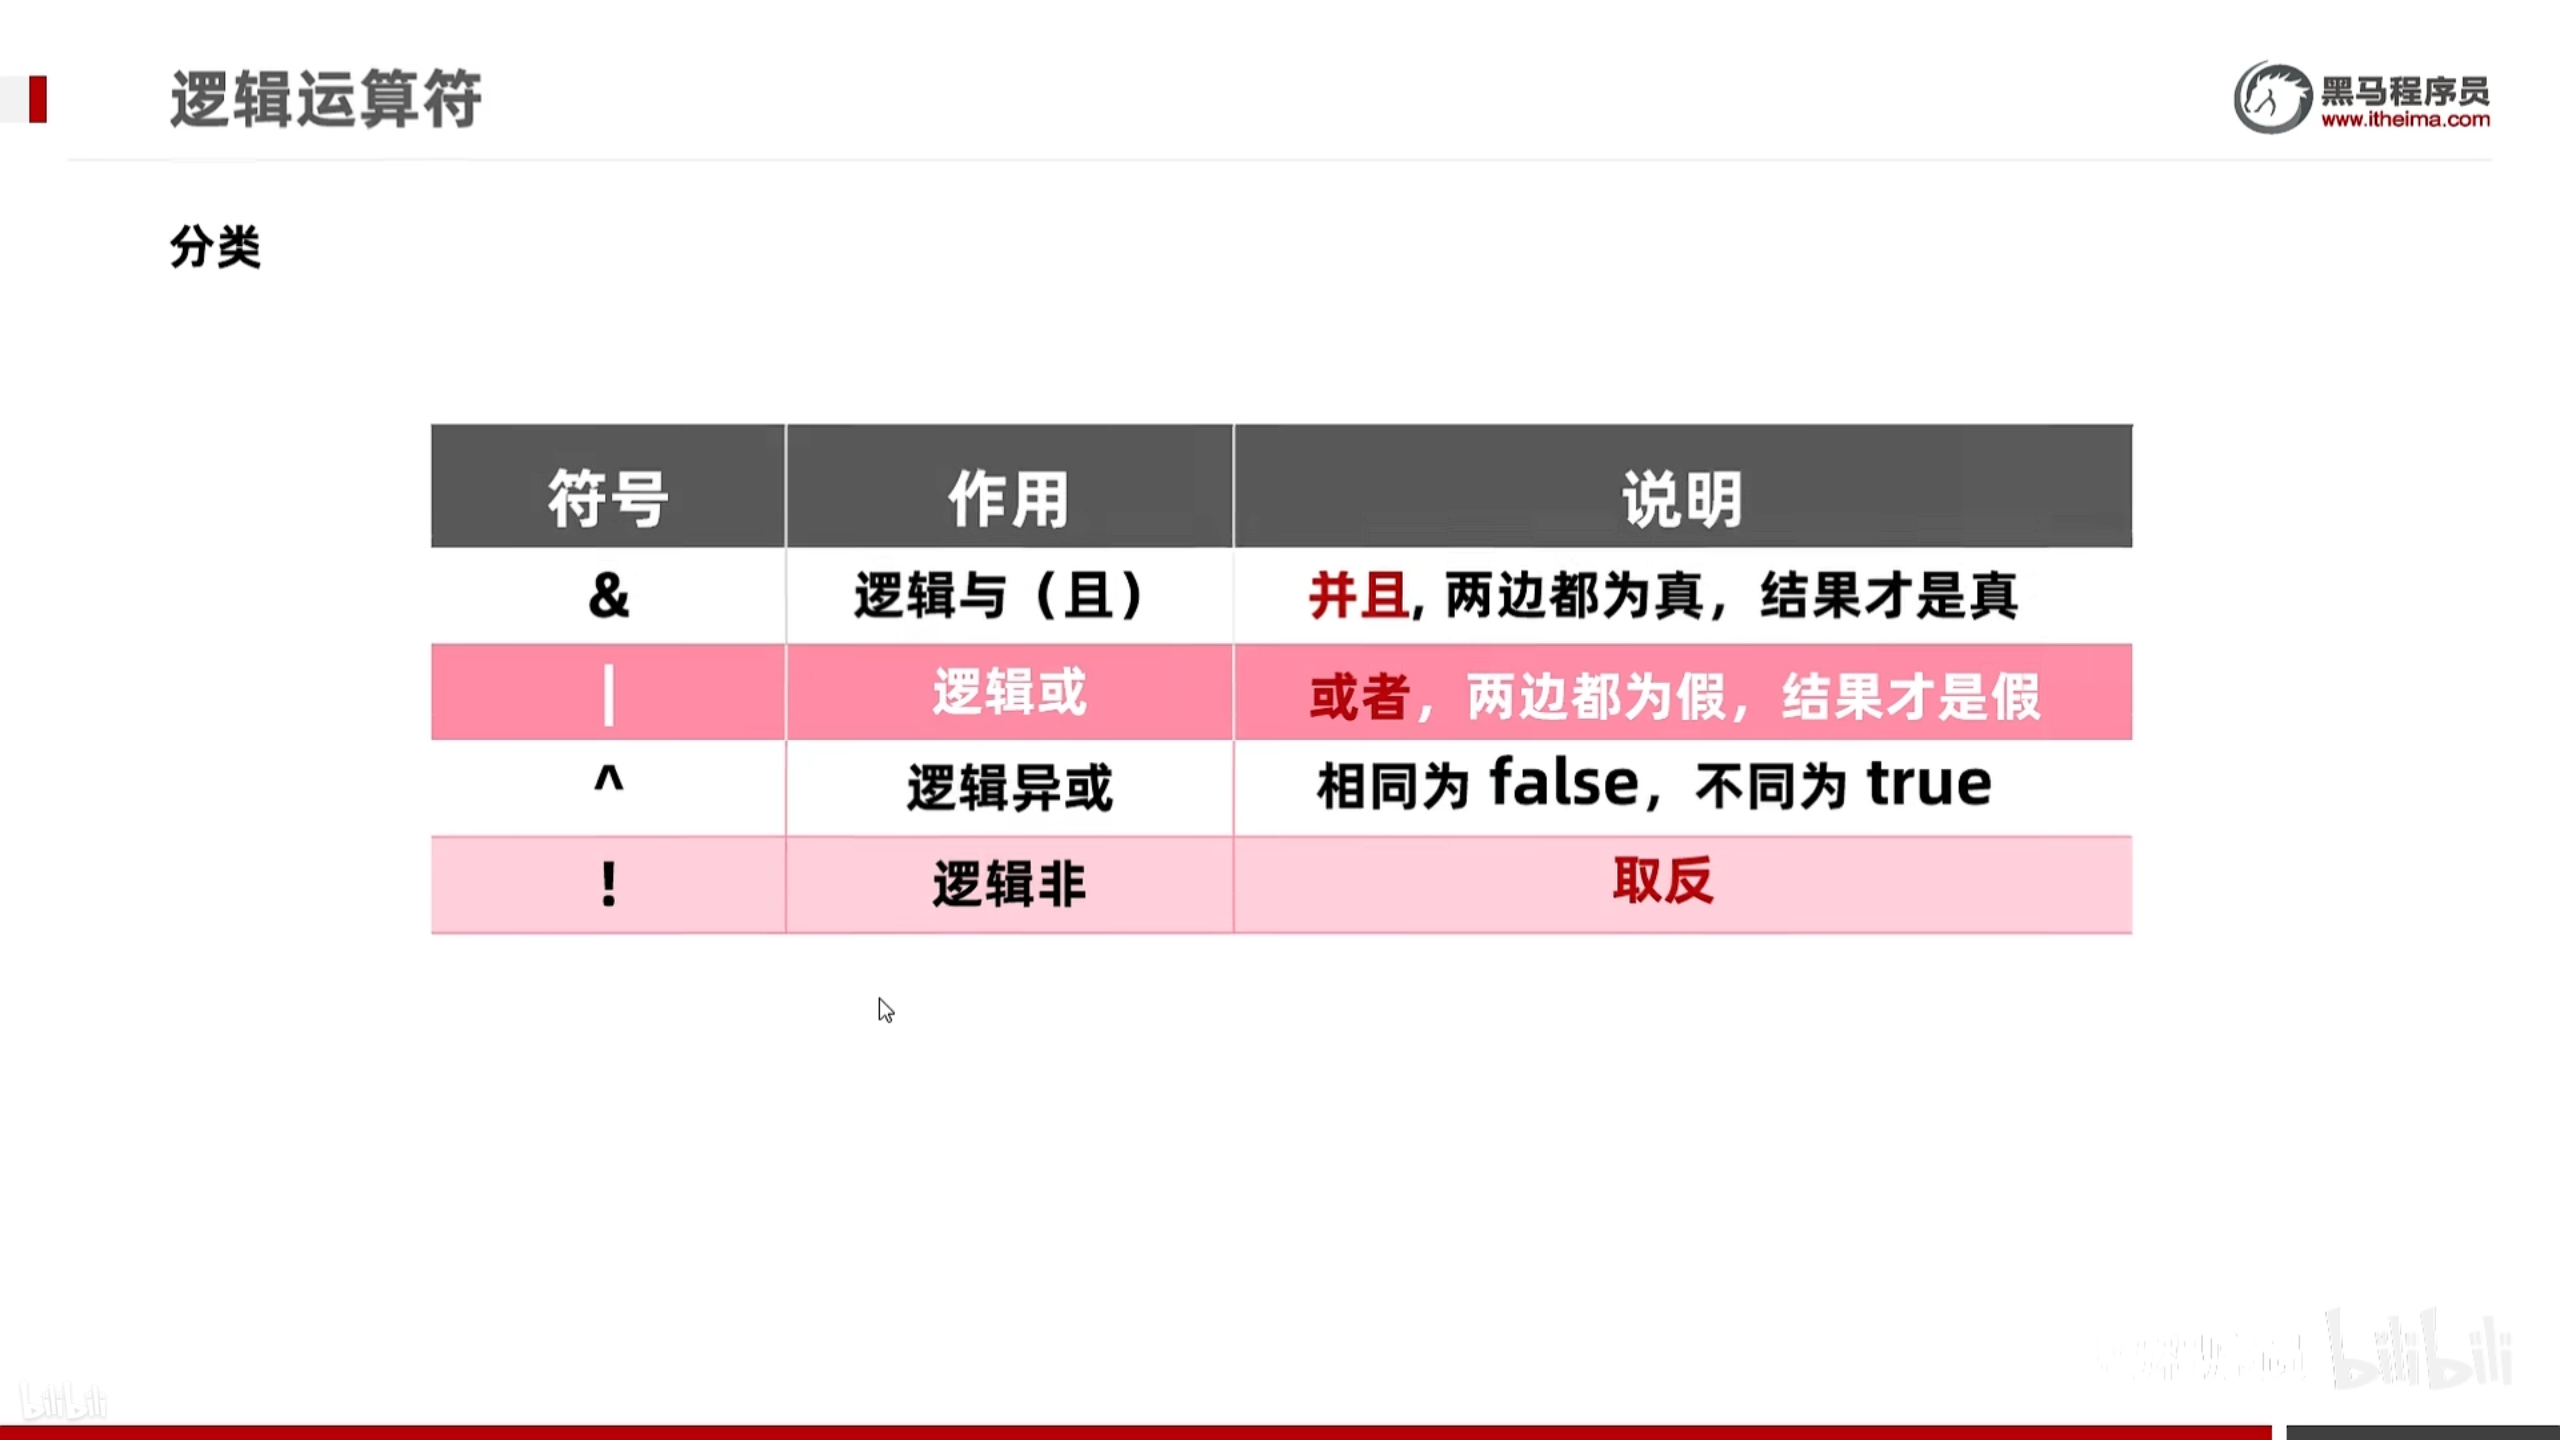 逻辑运算符
黑马程序员
www.itheima.com
分类
符号 作用 说明
& 逻辑与（且） 并且, 两边都为真，结果才是真
| 逻辑或 或者，两边都为假，结果才是假
^ 逻辑异或 相同为 false，不同为 true
! 逻辑非 取反
bilibili
bilibili